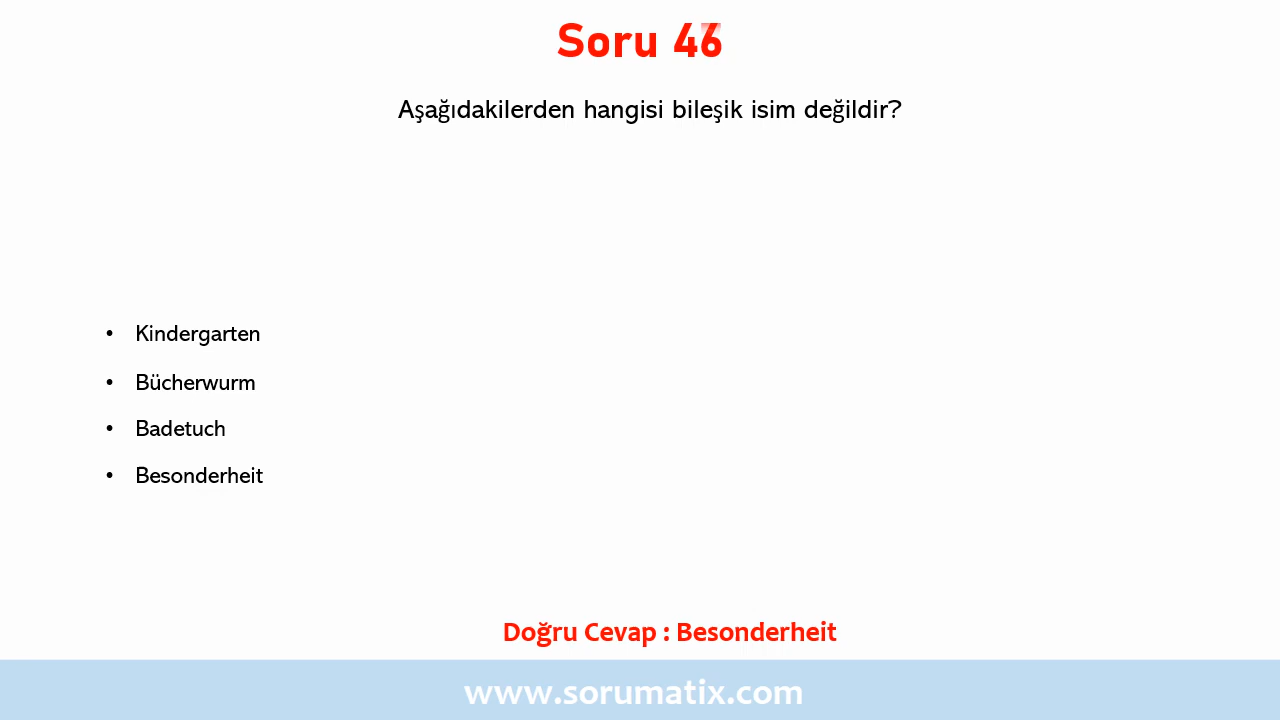 Soru 46
Aşağıdakilerden hangisi bileşik isim değildir?
• Kindergarten
• Bücherwurm
• Badetuch
• Besonderheit
Doğru Cevap : Besonderheit
www.sorumatix.com